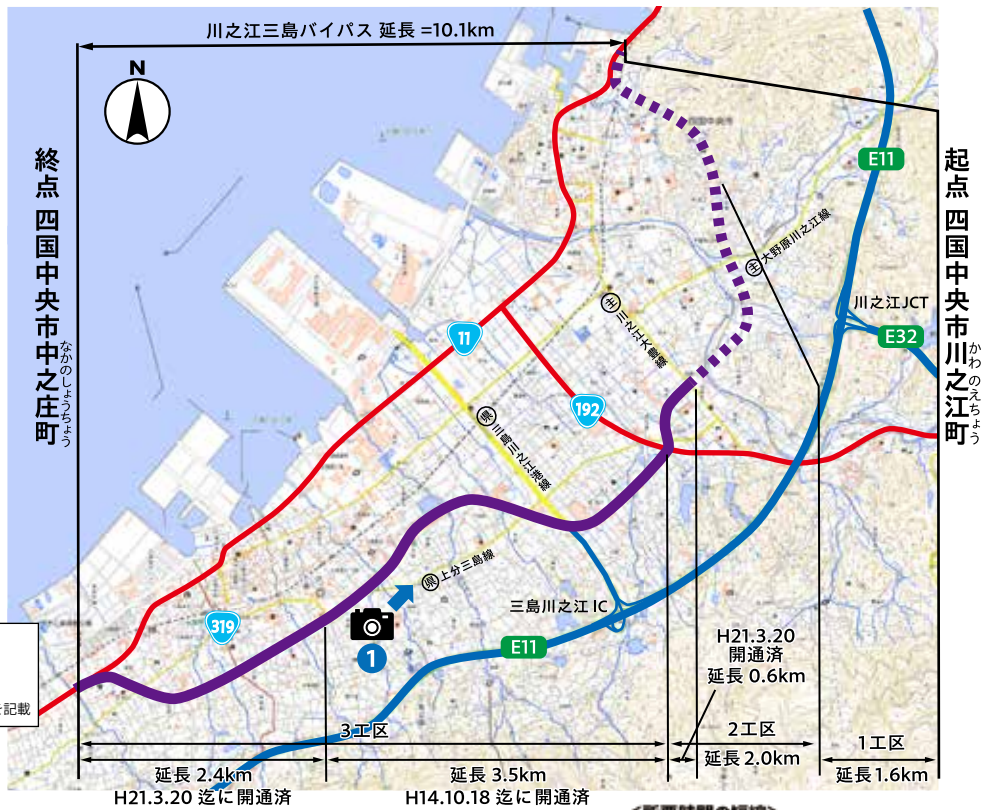 川之江三島バイパス 延長 =10.1km
N
終点 四国中央市中之庄町
なかのしょうちょう
起点 四国中央市川之江町
かわのえちょう
E11
主 大野原川之江線
川之江JCT
E32
主 川之江大豊線
11
192
県 三島川之江港線
県 上分三島線
三島川之江 IC
319
1
E11
H21.3.20
開通済
延長 0.6km
記載
3工区
2工区
1工区
延長 2.4km
延長 3.5km
延長 2.0km
延長 1.6km
H21.3.20 迄に開通済
H14.10.18 迄に開通済